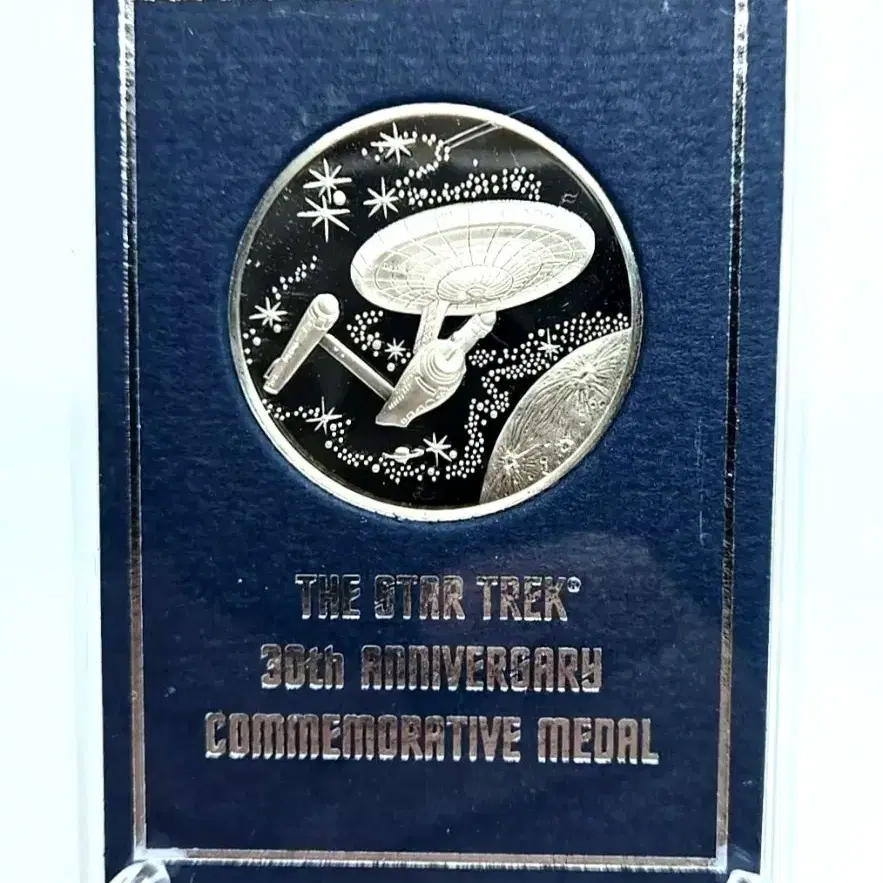 THE STAR TREK®
30th ANNIVERSARY
COMMEMORATIVE MEDAL